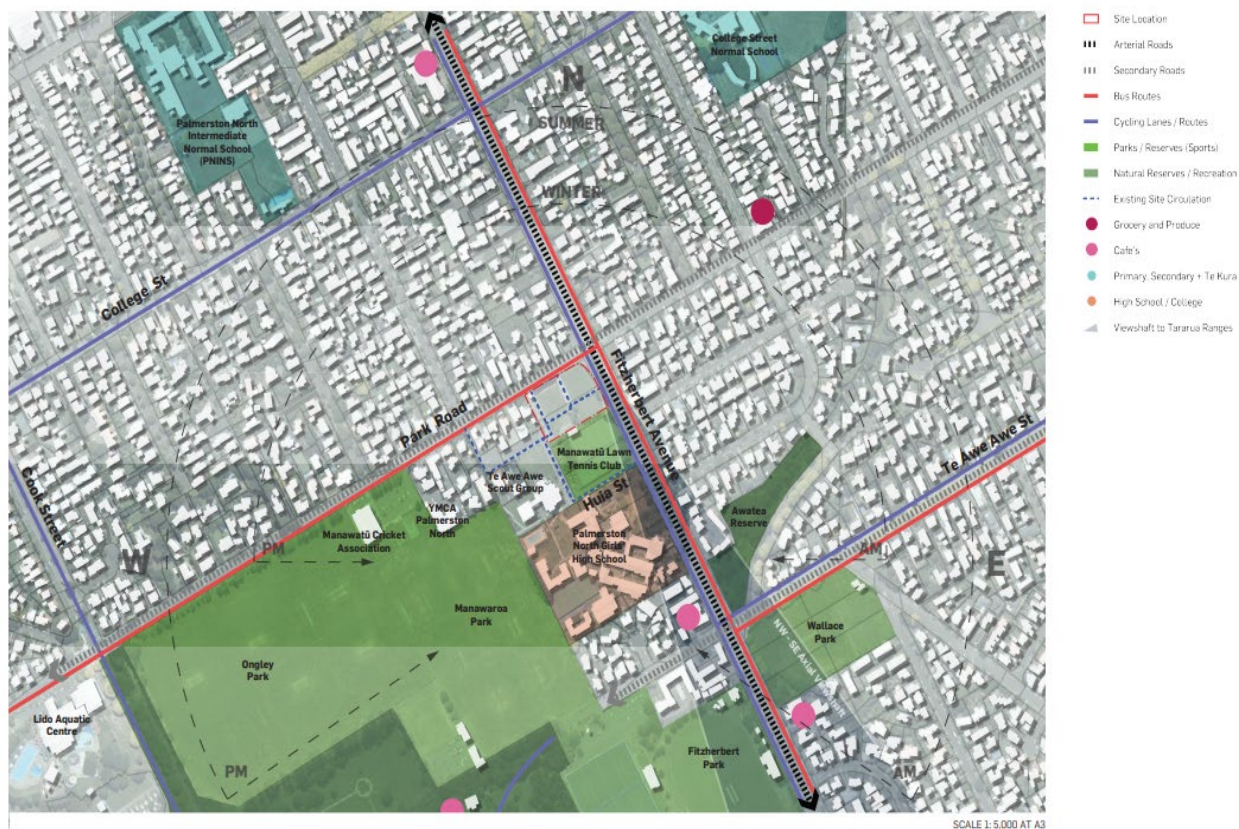 Site Location
Arterial Roads
Secondary Roads
Bus Routes
Cycling Lanes / Routes
Parks / Reserves (Sports)
Natural Reserves / Recreation
Existing Site Circulation
Grocery and Produce
Cafe's
Primary, Secondary + Te Kura
High School / College
Viewshaft to Tararua Ranges
College Street
Normal School
N
SUMMER
WINTER
Palmerston North
Intermediate
Normal School
(PNINS)
College St
Fitzherbert Avenue
Park Road
Te Awe Awe St
Cook Street
Manawatū Lawn
Tennis Club
Te Awe Awe
Scout Group
Huia St
YMCA
Palmerston
North
Manawatū Cricket
Association
Palmerston
North Girls
High School
Awatea
Reserve
W
PM
AM
E
Manawaroa
Park
Wallace
Park
NW - SE Axial
Ongley
Park
Lido Aquatic
Centre
Fitzherbert
Park
PM
AM
SCALE 1: 5,000 AT A3